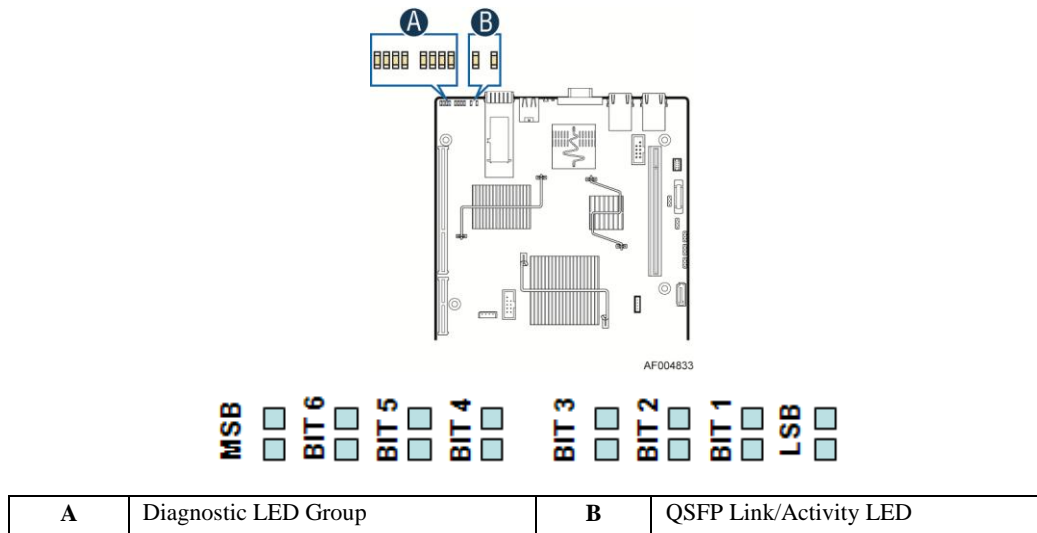 A B
AF004833
MSB BIT 6 BIT 5 BIT 4 BIT 3 BIT 2 BIT 1 LSB
A Diagnostic LED Group B QSFP Link/Activity LED